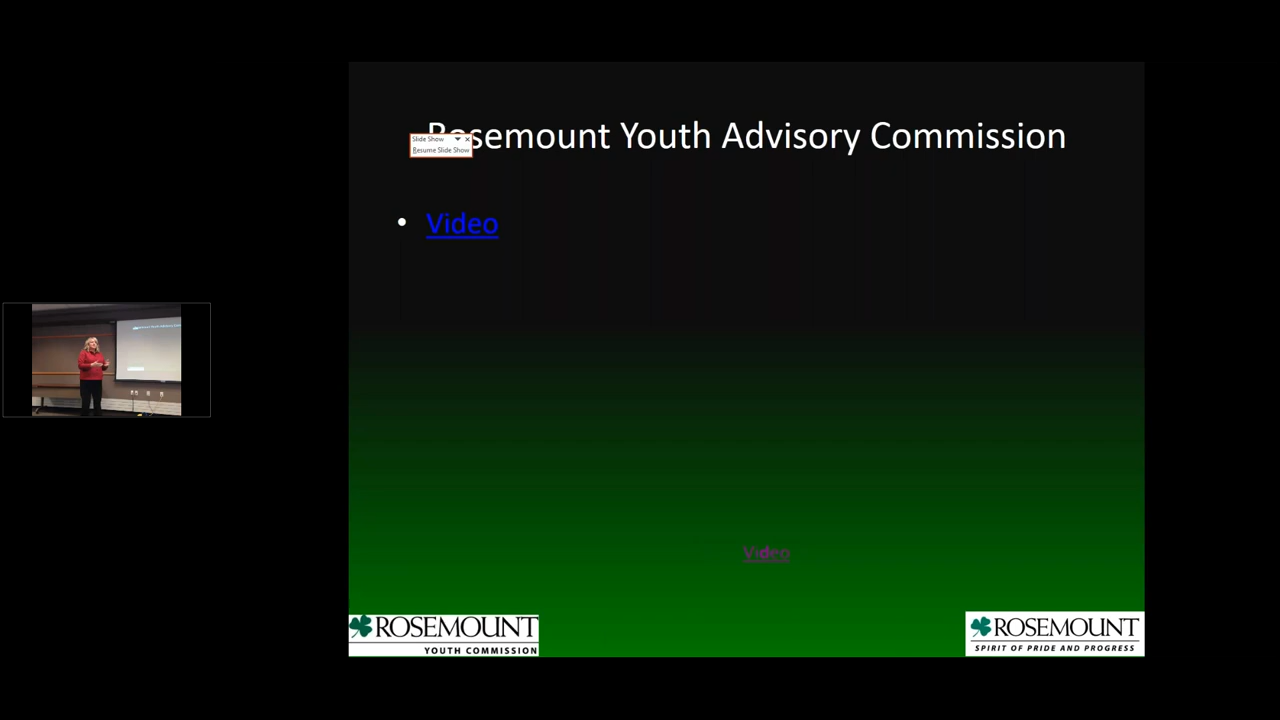 Rosemount Youth Advisory Commission
Slide Show
Resume Slide Show
• Video
Video
ROSEMOUNT
YOUTH COMMISSION
ROSEMOUNT
SPIRIT OF PRIDE AND PROGRESS